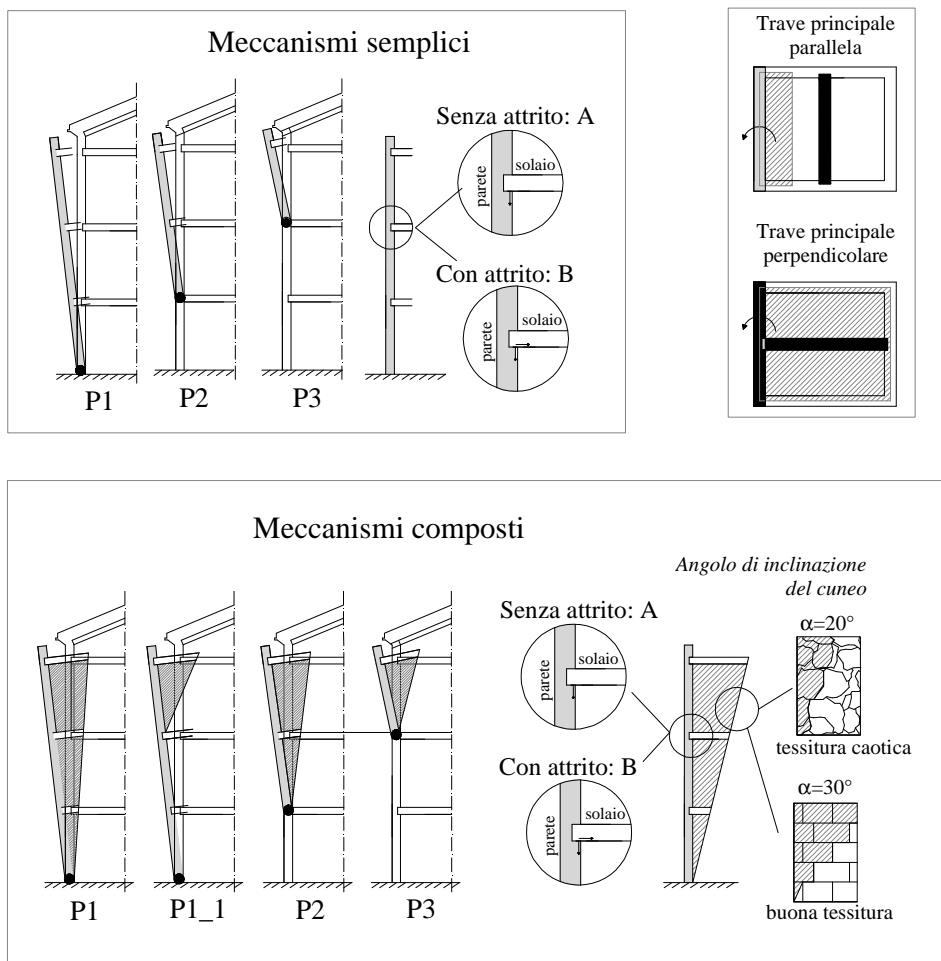 Meccanismi semplici
Senza attrito: A
parete
solaio
Con attrito: B
parete
solaio
P1
P2
P3
Trave principale
parallela
Trave principale
perpendicolare
Meccanismi composti
Senza attrito: A
parete
solaio
Con attrito: B
parete
solaio
Angolo di inclinazione
del cuneo
α=20°
tessitura caotica
α=30°
buona tessitura
P1
P1_1
P2
P3